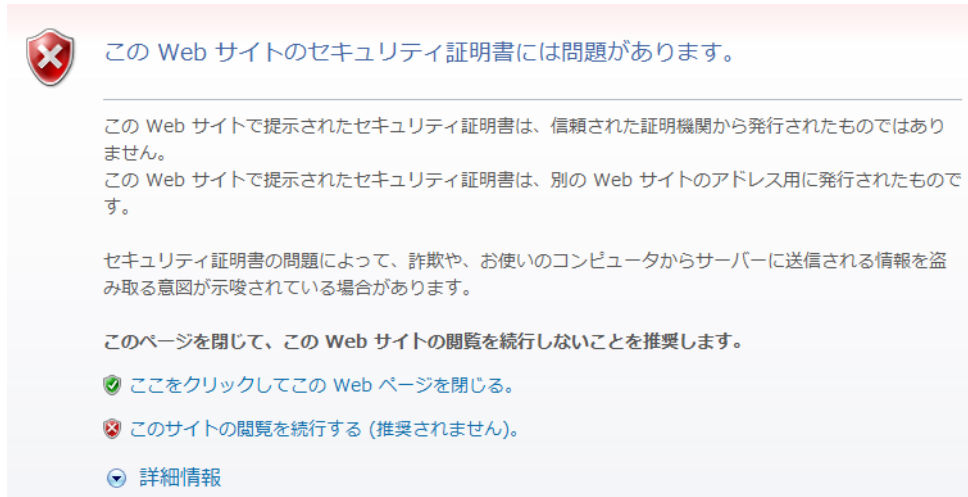 この Web サイトのセキュリティ証明書には問題があります。
この Web サイトで提示されたセキュリティ証明書は、信頼された証明機関から発行されたものではあり
ません。
この Web サイトで提示されたセキュリティ証明書は、別の Web サイトのアドレス用に発行されたもので
す。
セキュリティ証明書の問題によって、詐欺や、お使いのコンピュータからサーバーに送信される情報を盗
み取る意図が示唆されている場合があります。
このページを閉じて、この Web サイトの閲覧を続行しないことを推奨します。
ここをクリックしてこの Web ページを閉じる。
このサイトの閲覧を続行する (推奨されません)。
詳細情報